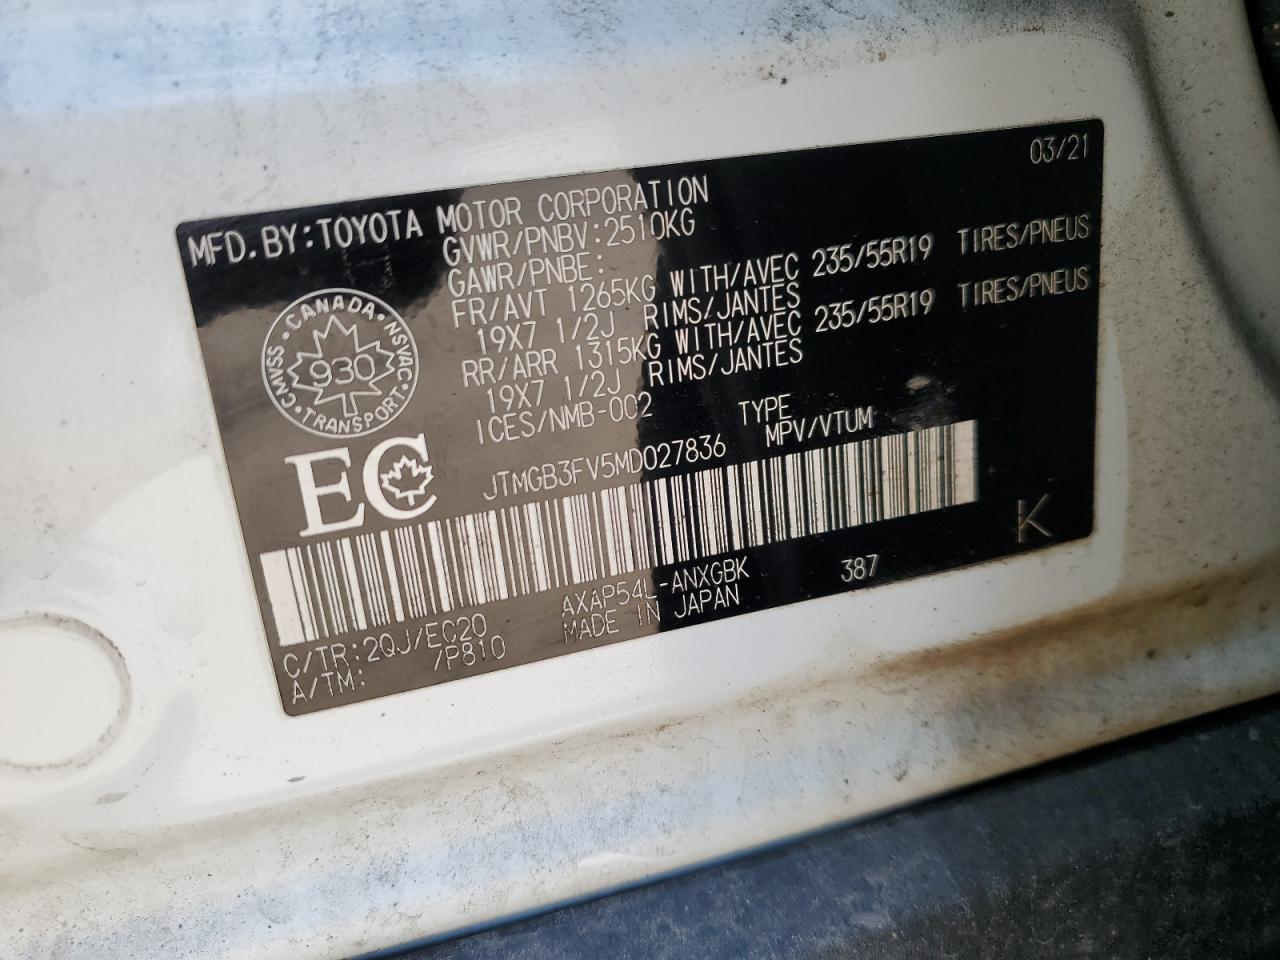 03/21
MFD.BY:TOYOTA MOTOR CORPORATION
GVWR/PNBV:2510KG
GAWR/PNBE:
FR/AVT 1265KG WITH/AVEC 235/55R19 TIRES/PNEUS
19X7 1/2J RIMS/JANTES
RR/ARR 1315KG WITH/AVEC 235/55R19 TIRES/PNEUS
19X7 1/2J RIMS/JANTES
ICES/NMB-002
CANADA · NSVAC · TRANSPORT · CMVSS
930
EC
TYPE
JTMGB3FV5MD027836 MPV/VTUM
K
387
C/TR:2QJ/EC20 AXAP54L-ANXGBK
A/TM: /P810 MADE IN JAPAN